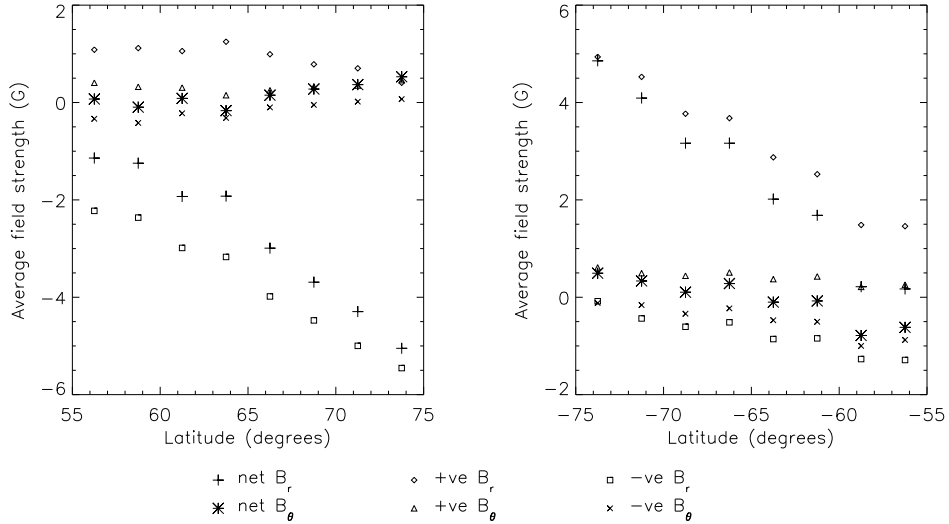 2
0
−2
−4
−6
55
60
65
70
75
Latitude (degrees)
Average field strength (G)
6
4
2
0
−2
−75
−70
−65
−60
−55
Latitude (degrees)
Average field strength (G)
net B_r
+ve B_r
−ve B_r
net B_θ
+ve B_θ
−ve B_θ